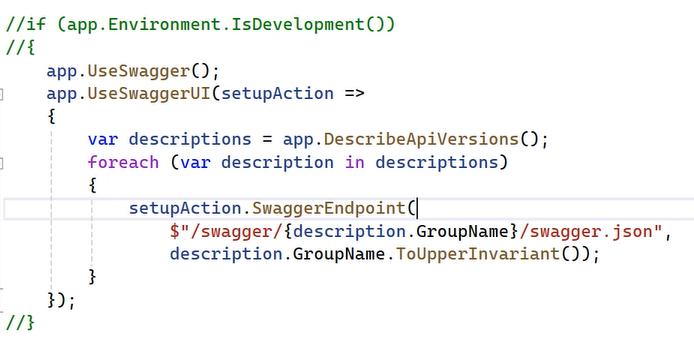 //if (app.Environment.IsDevelopment())
//{
    app.UseSwagger();
    app.UseSwaggerUI(setupAction =>
    {
        var descriptions = app.DescribeApiVersions();
        foreach (var description in descriptions)
        {
            setupAction.SwaggerEndpoint(
                $"/swagger/{description.GroupName}/swagger.json",
                description.GroupName.ToUpperInvariant());
        }
    });
//}